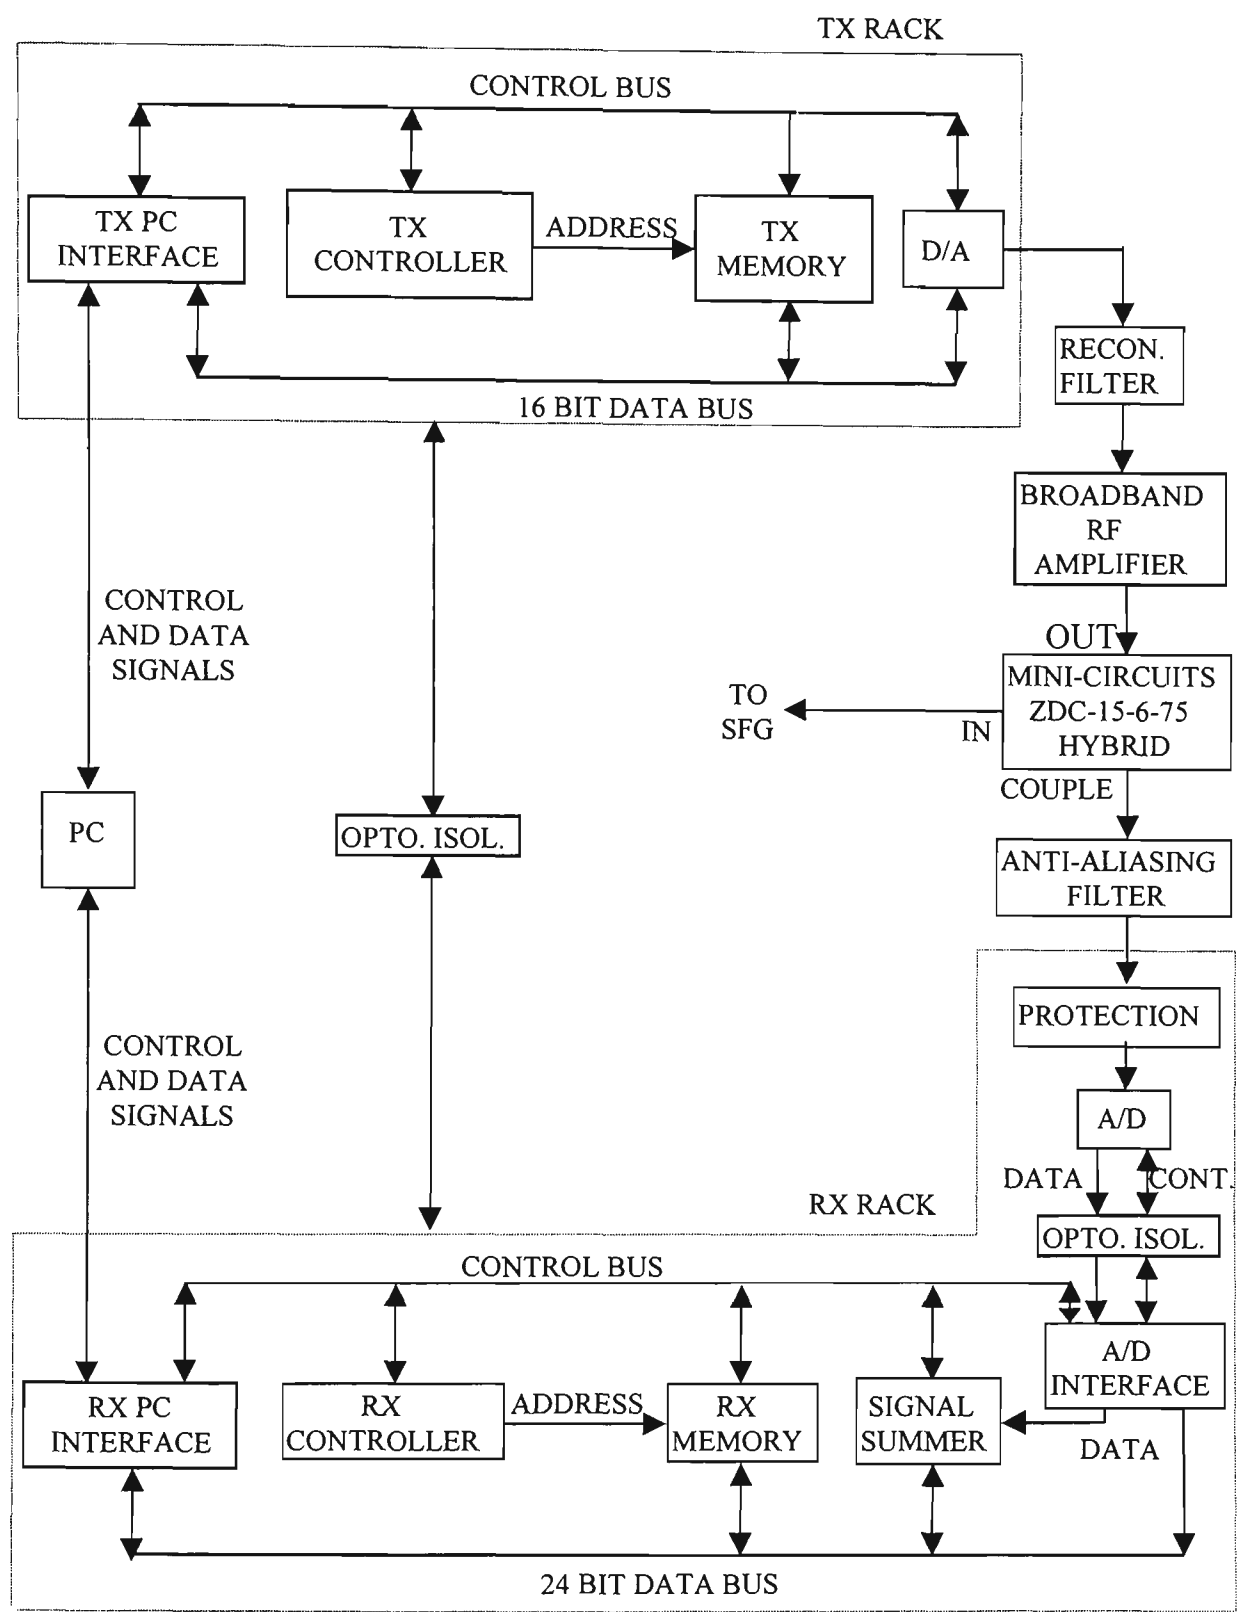 TX RACK
CONTROL BUS
TX PC
INTERFACE
TX
CONTROLLER
ADDRESS
TX
MEMORY
D/A
16 BIT DATA BUS
RECON.
FILTER
BROADBAND
RF
AMPLIFIER
OUT
MINI-CIRCUITS
ZDC-15-6-75
HYBRID
IN
TO
SFG
COUPLE
CONTROL
AND DATA
SIGNALS
PC
OPTO. ISOL.
ANTI-ALIASING
FILTER
PROTECTION
A/D
DATA
CONT.
OPTO. ISOL.
CONTROL
AND DATA
SIGNALS
RX RACK
CONTROL BUS
A/D
INTERFACE
RX PC
INTERFACE
RX
CONTROLLER
ADDRESS
RX
MEMORY
SIGNAL
SUMMER
DATA
24 BIT DATA BUS